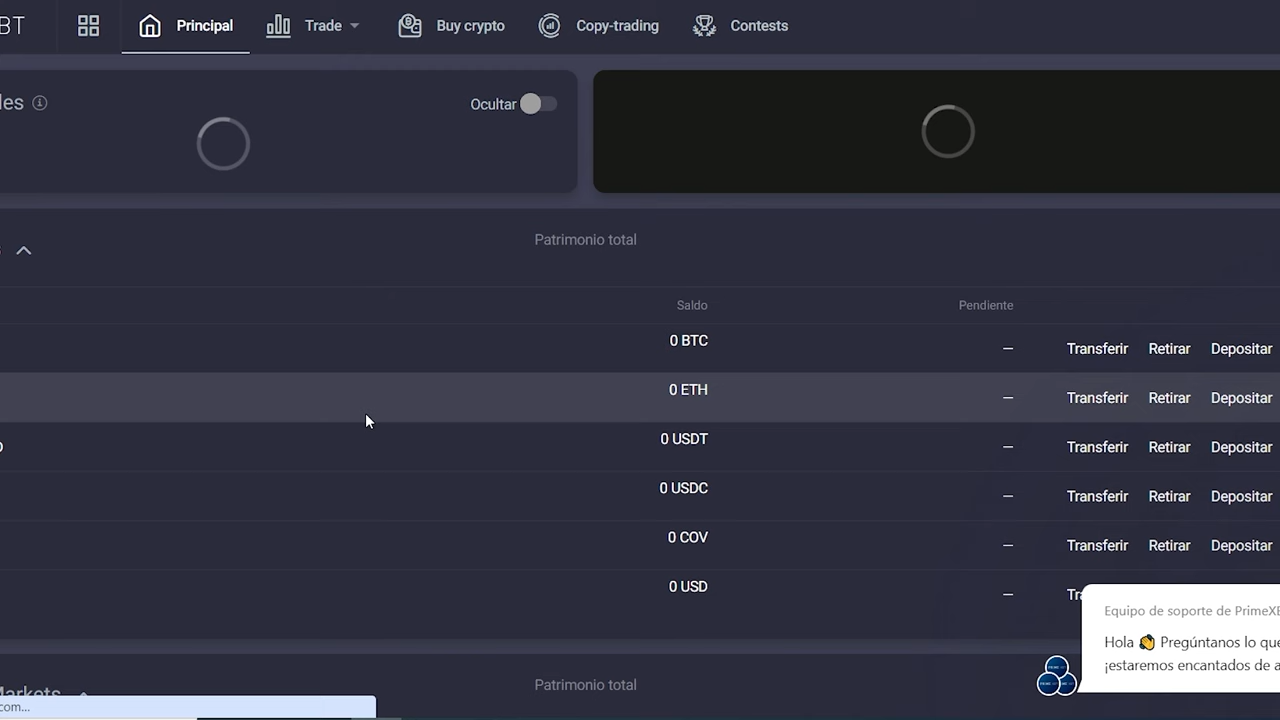 BT
Principal
Trade
Buy crypto
Copy-trading
Contests
les
Ocultar
Patrimonio total
Saldo
Pendiente
0 BTC
—
Transferir
Retirar
Depositar
0 ETH
—
Transferir
Retirar
Depositar
0 USDT
—
Transferir
Retirar
Depositar
0 USDC
—
Transferir
Retirar
Depositar
0 COV
—
Transferir
Retirar
Depositar
0 USD
—
Equipo de soporte de PrimeXB
Hola 👏 Pregúntanos lo que
¡estaremos encantados de a
Markets
Patrimonio total
com...